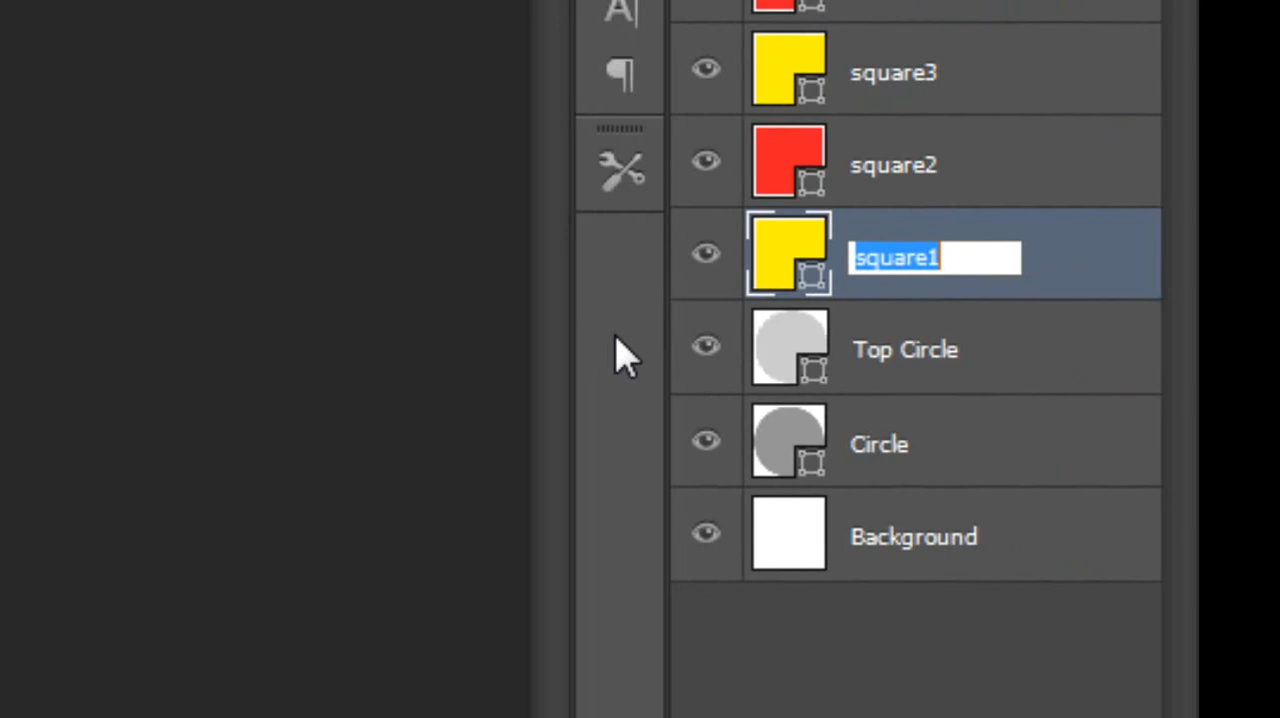 square3
square2
square1
Top Circle
Circle
Background